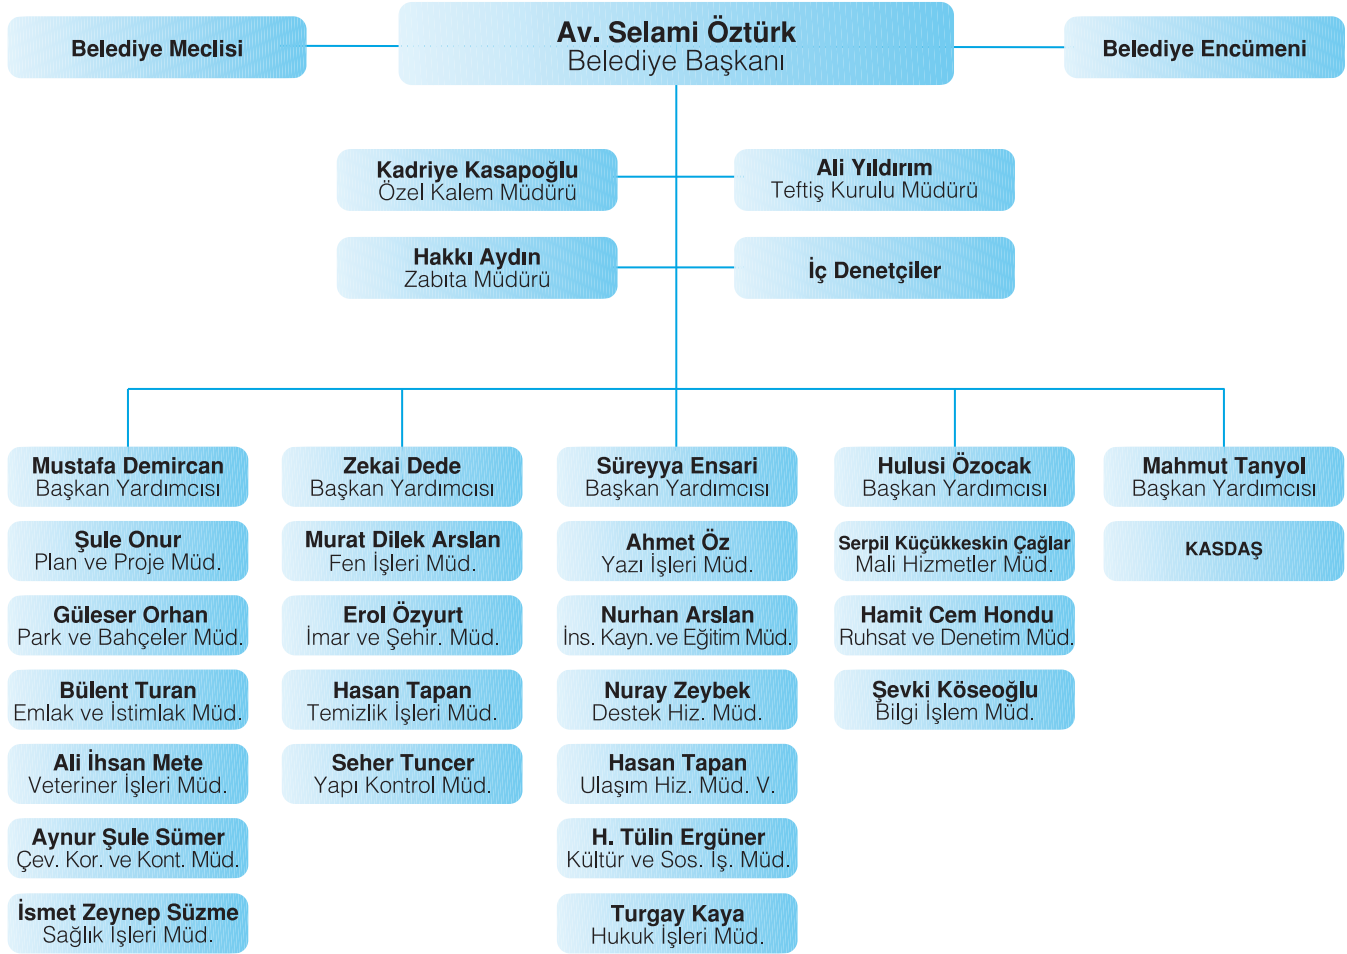 Belediye Meclisi
Av. Selami Öztürk
Belediye Başkanı
Belediye Encümeni
Kadriye Kasapoğlu
Özel Kalem Müdürü
Ali Yıldırım
Teftiş Kurulu Müdürü
Hakkı Aydın
Zabıta Müdürü
İç Denetçiler
Mustafa Demircan
Başkan Yardımcısı
Şule Onur
Plan ve Proje Müd.
Güleser Orhan
Park ve Bahçeler Müd.
Bülent Turan
Emlak ve İstimlak Müd.
Ali İhsan Mete
Veteriner İşleri Müd.
Aynur Şule Sümer
Çev. Kor. ve Kont. Müd.
İsmet Zeynep Süzme
Sağlık İşleri Müd.
Zekai Dede
Başkan Yardımcısı
Murat Dilek Arslan
Fen İşleri Müd.
Erol Özyurt
İmar ve Şehir. Müd.
Hasan Tapan
Temizlik İşleri Müd.
Seher Tuncer
Yapı Kontrol Müd.
Süreyya Ensari
Başkan Yardımcısı
Ahmet Öz
Yazı İşleri Müd.
Nurhan Arslan
İns. Kayn. ve Eğitim Müd.
Nuray Zeybek
Destek Hiz. Müd.
Hasan Tapan
Ulaşım Hiz. Müd. V.
H. Tülin Ergüner
Kültür ve Sos. İş. Müd.
Turgay Kaya
Hukuk İşleri Müd.
Hulusi Özocak
Başkan Yardımcısı
Serpil Küçükkeskin Çağlar
Mali Hizmetler Müd.
Hamit Cem Hondu
Ruhsat ve Denetim Müd.
Şevki Köseoğlu
Bilgi İşlem Müd.
Mahmut Tanyol
Başkan Yardımcısı
KASDAŞ